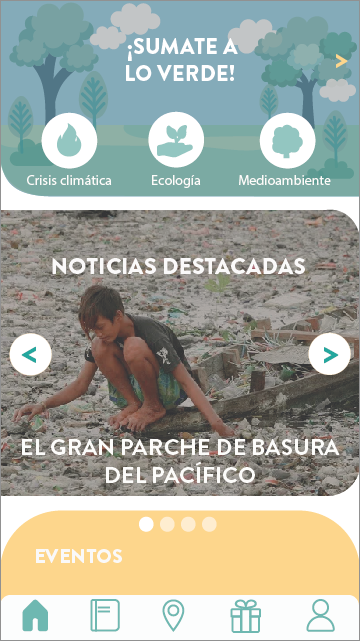 ¡SUMATE A
LO VERDE!
Crisis climática
Ecología
Medioambiente
NOTICIAS DESTACADAS
EL GRAN PARCHE DE BASURA
DEL PACÍFICO
EVENTOS